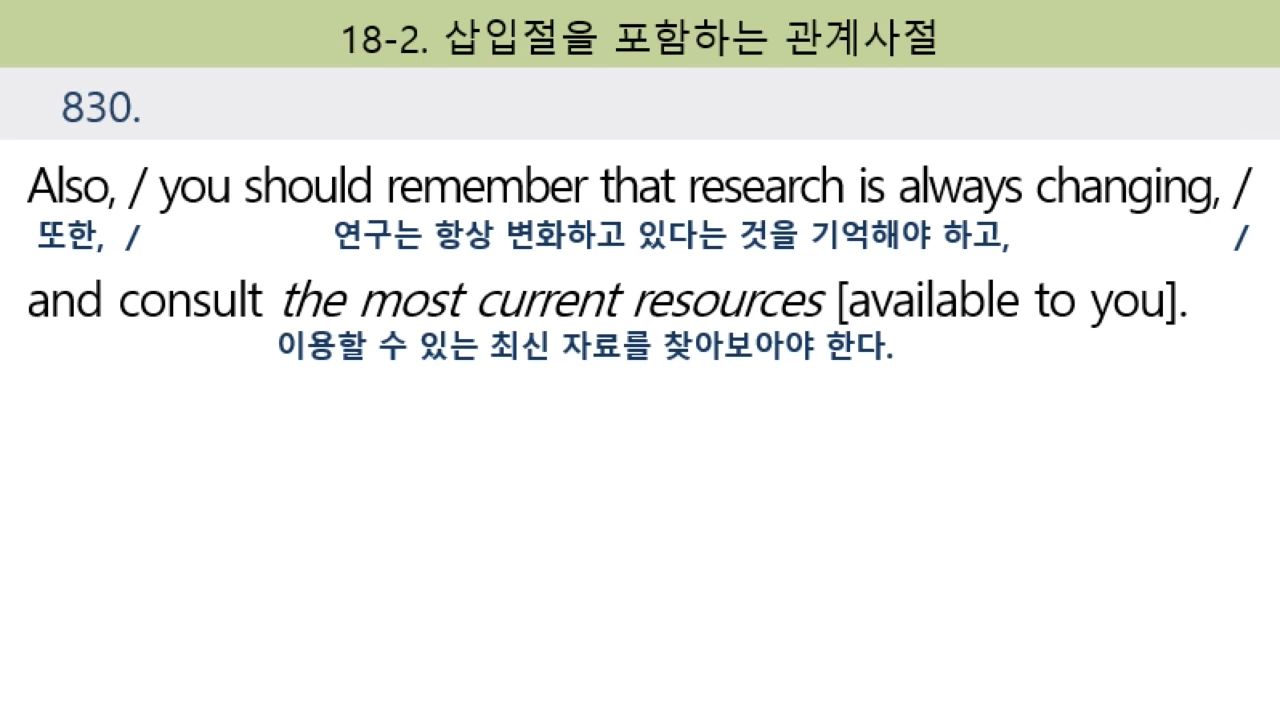 18-2. 삽입절을 포함하는 관계사절
830.
Also, / you should remember that research is always changing, /
또한, / 연구는 항상 변화하고 있다는 것을 기억해야 하고, /
and consult the most current resources [available to you].
이용할 수 있는 최신 자료를 찾아보아야 한다.